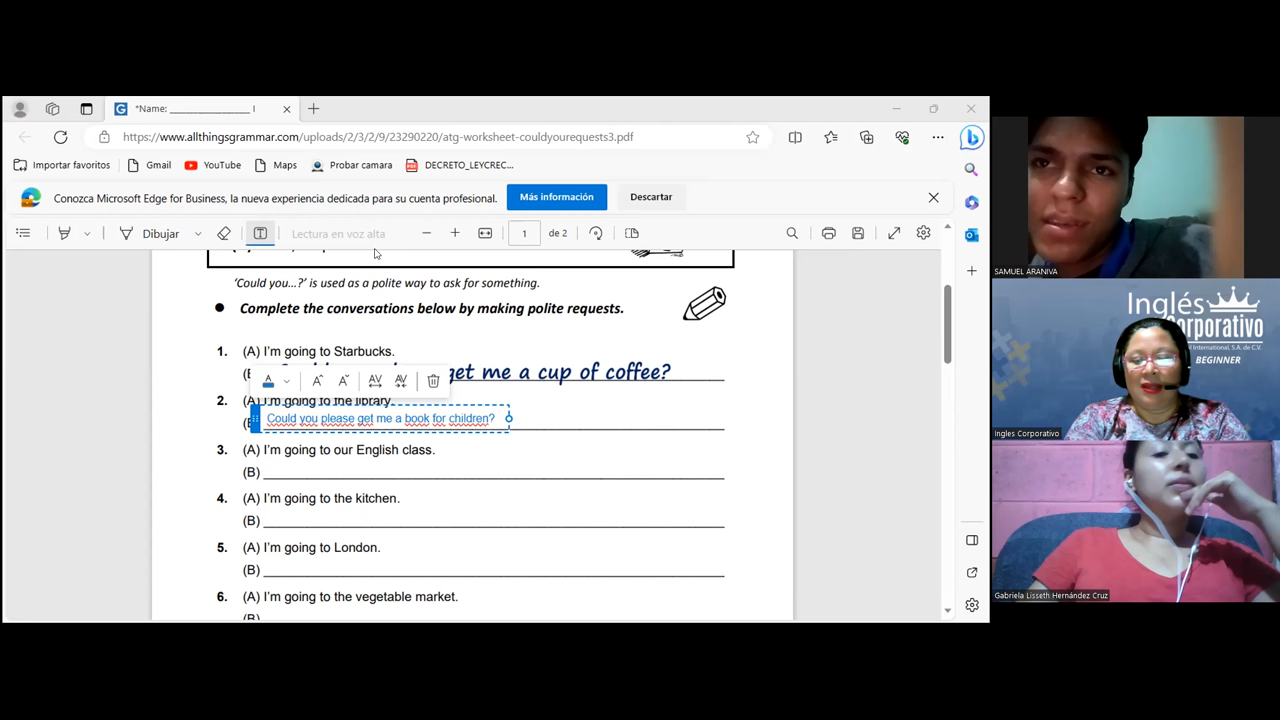 *Name: ___________________ I
https://www.allthingsgrammar.com/uploads/2/3/2/9/23290220/atg-worksheet-couldyourequests3.pdf
Importar favoritos Gmail YouTube Maps Probar camara DECRETO_LEYCREC...
Conozca Microsoft Edge for Business, la nueva experiencia dedicada para su cuenta profesional. Más información Descartar
Dibujar Lectura en voz alta 1 de 2
'Could you...?' is used as a polite way to ask for something.
Complete the conversations below by making polite requests.
1. (A) I'm going to Starbucks.
get me a cup of coffee?
2. (A) I'm going to the library.
Could you please get me a book for children?
3. (A) I'm going to our English class.
(B)
4. (A) I'm going to the kitchen.
(B)
5. (A) I'm going to London.
(B)
6. (A) I'm going to the vegetable market.
(B)
SAMUEL ARANIVA
Inglés
Corporativo
International, S.A. de C.V.
BEGINNER
Ingles Corporativo
Gabriela Lisseth Hernández Cruz